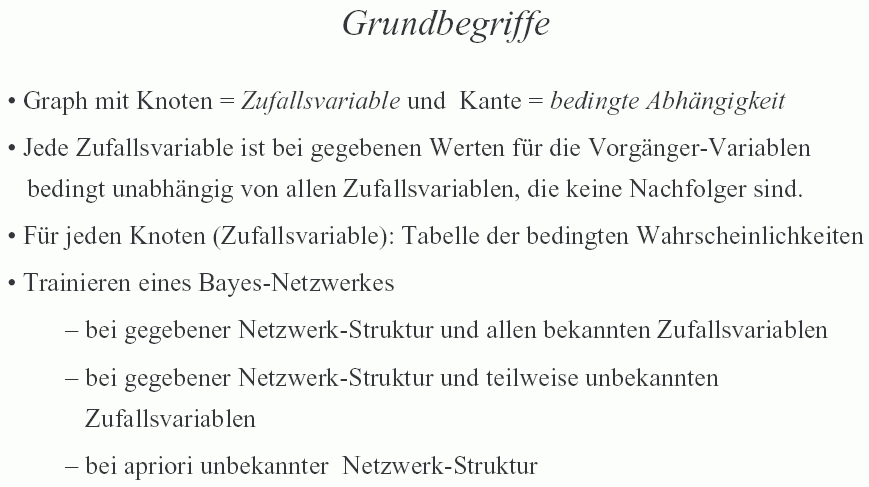 Grundbegriffe
• Graph mit Knoten = Zufallsvariable und Kante = bedingte Abhängigkeit
• Jede Zufallsvariable ist bei gegebenen Werten für die Vorgänger-Variablen
bedingt unabhängig von allen Zufallsvariablen, die keine Nachfolger sind.
• Für jeden Knoten (Zufallsvariable): Tabelle der bedingten Wahrscheinlichkeiten
• Trainieren eines Bayes-Netzwerkes
– bei gegebener Netzwerk-Struktur und allen bekannten Zufallsvariablen
– bei gegebener Netzwerk-Struktur und teilweise unbekannten
Zufallsvariablen
– bei apriori unbekannter Netzwerk-Struktur